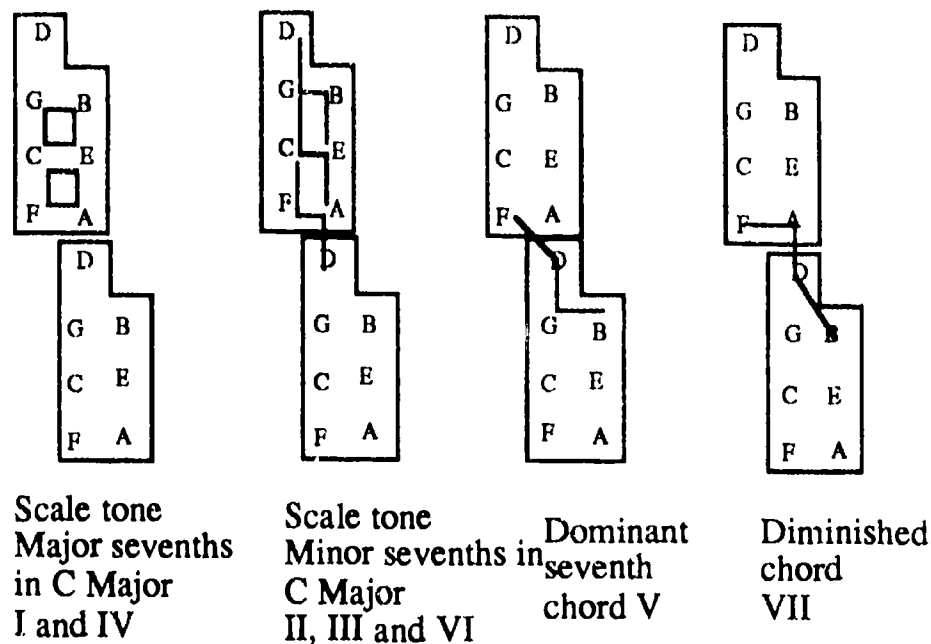 D
G B
C E
F A
D
G B
C E
F A
Scale tone
Major sevenths
in C Major
I and IV
D
G B
C E
F A
D
G B
C E
F A
Scale tone
Minor sevenths in
C Major
II, III and VI
D
G B
C E
F A
D
G B
C E
F A
Dominant
seventh
chord V
D
G B
C E
F A
D
G B
C E
F A
Diminished
chord
VII